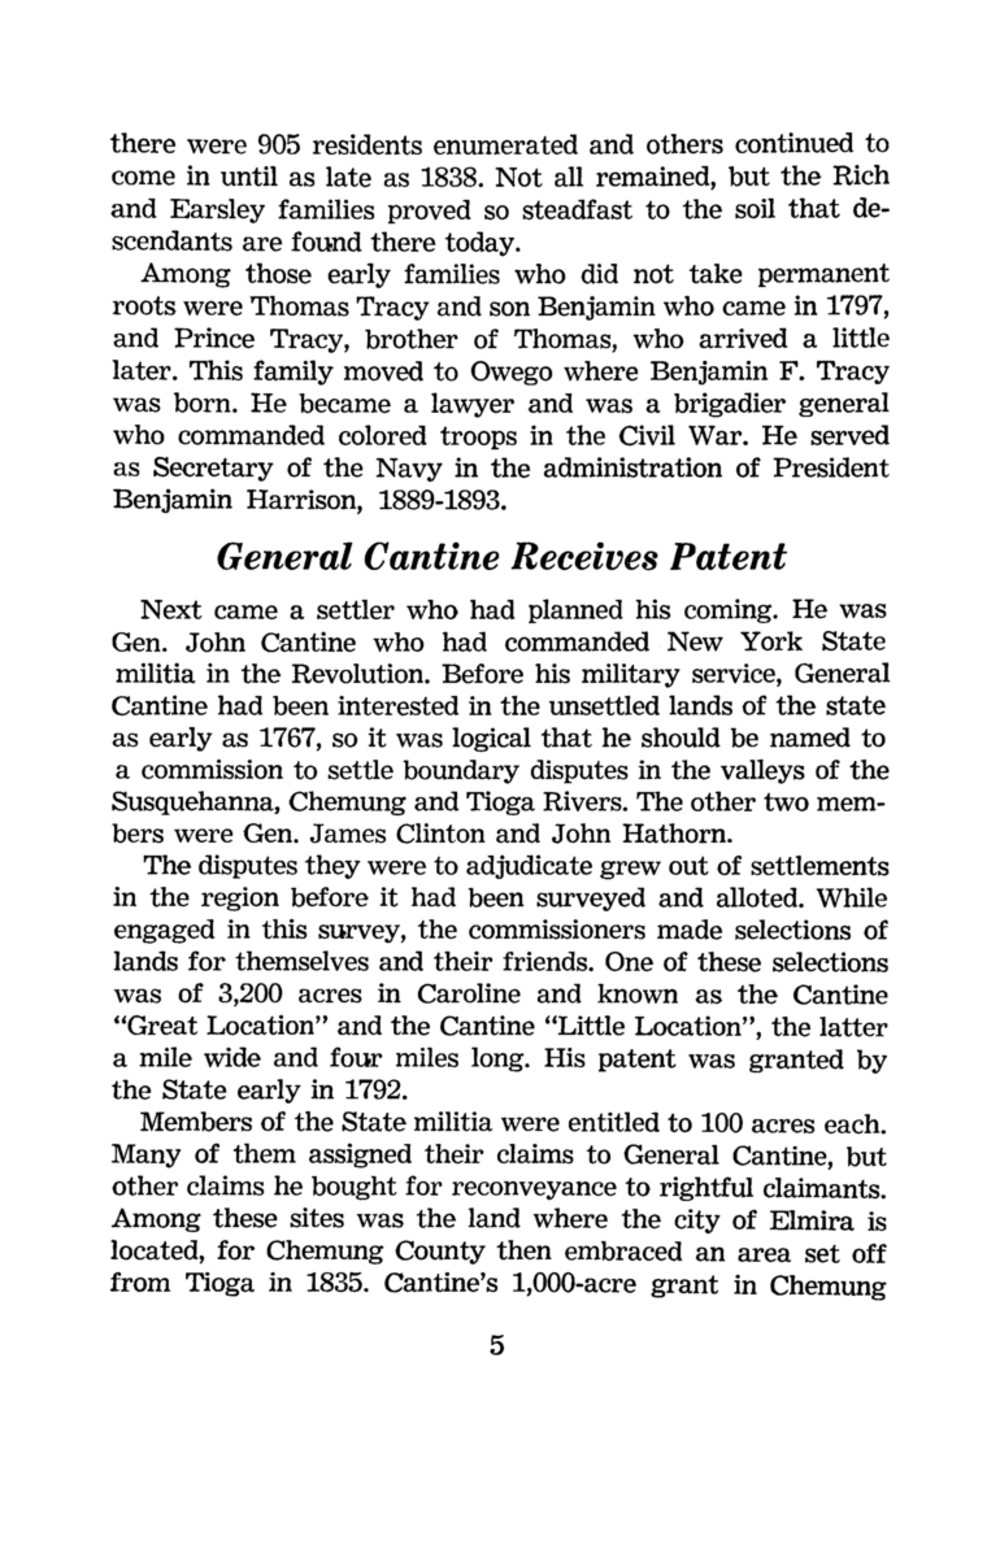 there were 905 residents enumerated and others continued to
come in until as late as 1838. Not all remained, but the Rich
and Earsley families proved so steadfast to the soil that de-
scendants are found there today.
Among those early families who did not take permanent
roots were Thomas Tracy and son Benjamin who came in 1797,
and Prince Tracy, brother of Thomas, who arrived a little
later. This family moved to Owego where Benjamin F. Tracy
was born. He became a lawyer and was a brigadier general
who commanded colored troops in the Civil War. He served
as Secretary of the Navy in the administration of President
Benjamin Harrison, 1889-1893.
General Cantine Receives Patent
Next came a settler who had planned his coming. He was
Gen. John Cantine who had commanded New York State
militia in the Revolution. Before his military service, General
Cantine had been interested in the unsettled lands of the state
as early as 1767, so it was logical that he should be named to
a commission to settle boundary disputes in the valleys of the
Susquehanna, Chemung and Tioga Rivers. The other two mem-
bers were Gen. James Clinton and John Hathorn.
The disputes they were to adjudicate grew out of settlements
in the region before it had been surveyed and alloted. While
engaged in this survey, the commissioners made selections of
lands for themselves and their friends. One of these selections
was of 3,200 acres in Caroline and known as the Cantine
“Great Location” and the Cantine “Little Location”, the latter
a mile wide and four miles long. His patent was granted by
the State early in 1792.
Members of the State militia were entitled to 100 acres each.
Many of them assigned their claims to General Cantine, but
other claims he bought for reconveyance to rightful claimants.
Among these sites was the land where the city of Elmira is
located, for Chemung County then embraced an area set off
from Tioga in 1835. Cantine’s 1,000-acre grant in Chemung
5